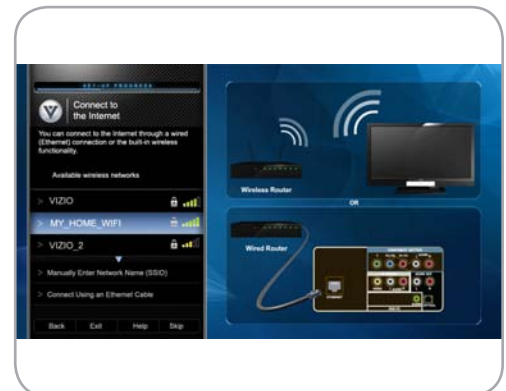 SET-UP PROGRESS
V
Connect to
the Internet
You can connect to the Internet through a wired
(Ethernet) connection or the built-in wireless
functionality.
Available wireless networks
> VIZIO
> MY_HOME_WIFI
> VIZIO_2
> Manually Enter Network Name (SSID)
> Connect Using an Ethernet Cable
Back Exit Help Skip
Wireless Router
OR
Wired Router
ETHERNET